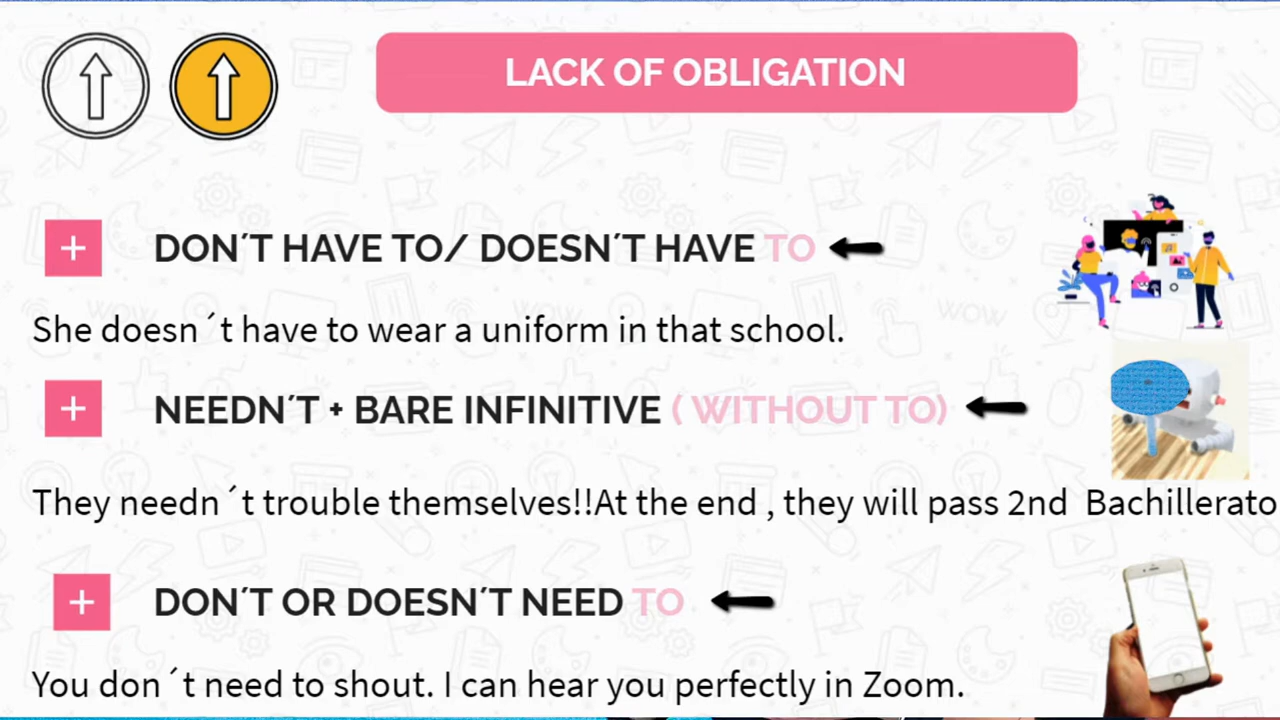 LACK OF OBLIGATION
DON´T HAVE TO/ DOESN´T HAVE TO
She doesn´t have to wear a uniform in that school.
NEEDN´T + BARE INFINITIVE ( WITHOUT TO)
They needn´t trouble themselves!!At the end , they will pass 2nd Bachillerato
DON´T OR DOESN´T NEED TO
You don´t need to shout. I can hear you perfectly in Zoom.